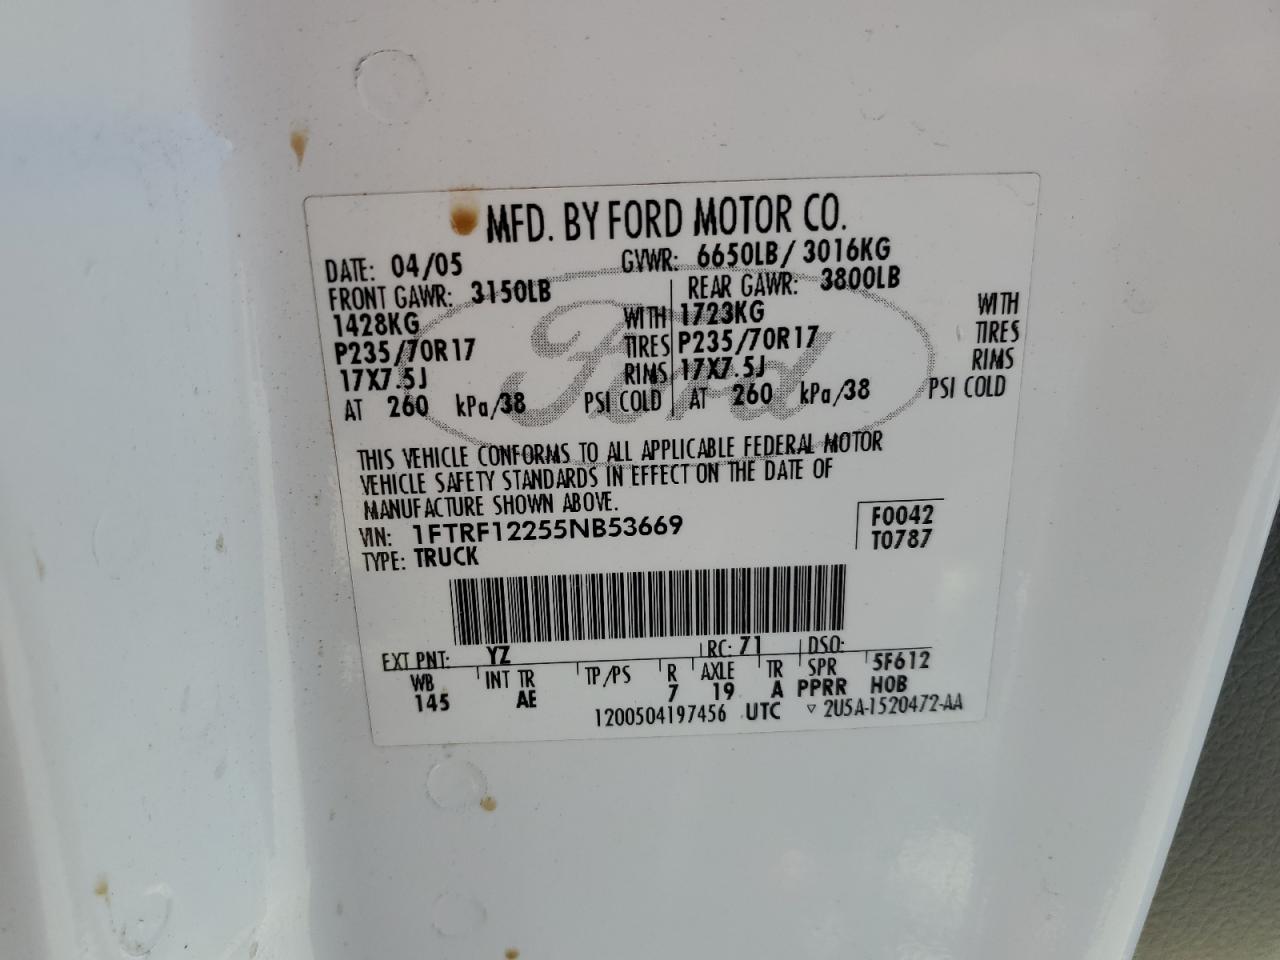 MFD. BY FORD MOTOR CO.
DATE: 04/05 GVWR: 6650LB/ 3016KG
FRONT GAWR: 3150LB REAR GAWR: 3800LB
1428KG WITH 1723KG WITH
P235/70R17 TIRES P235/70R17 TIRES
17X7.5J RIMS 17X7.5J RIMS
AT 260 kPa/38 PSI COLD AT 260 kPa/38 PSI COLD
Ford
THIS VEHICLE CONFORMS TO ALL APPLICABLE FEDERAL MOTOR
VEHICLE SAFETY STANDARDS IN EFFECT ON THE DATE OF
MANUFACTURE SHOWN ABOVE.
VIN: 1FTRF12255NB53669 F0042
TYPE: TRUCK T0787
EXT PNT: YZ RC: 71 DSO:
WB INT TR TP/PS R AXLE TR SPR 5F612
145 AE 7 19 A PPRR H0B
1200504197456 UTC ▽ 2U5A-1520472-AA